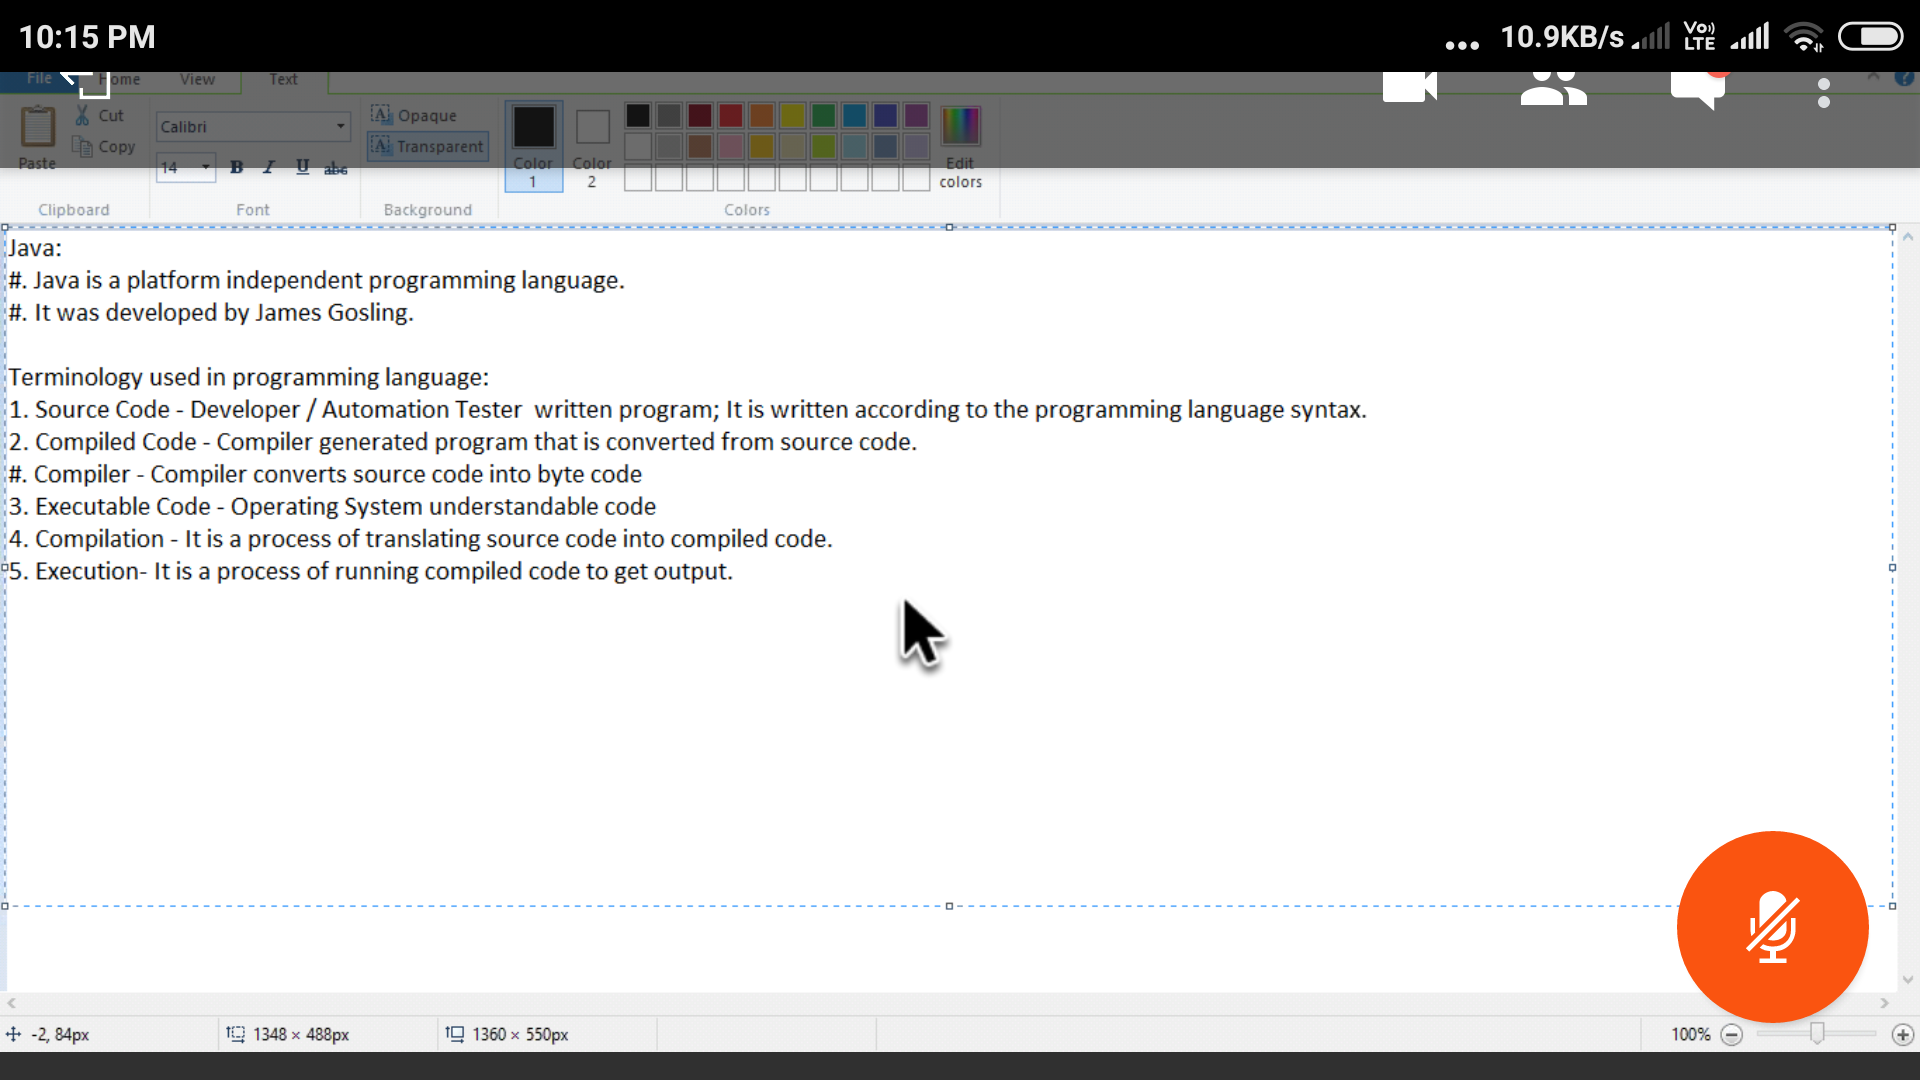 10:15 PM
10.9KB/s
Vo) LTE
File Home View Text
Cut
Copy
Paste
Clipboard
Calibri
14
B I U abc
Font
Opaque
Transparent
Background
Color 1
Color 2
Edit colors
Colors
Java:
#. Java is a platform independent programming language.
#. It was developed by James Gosling.
Terminology used in programming language:
1. Source Code - Developer / Automation Tester  written program; It is written according to the programming language syntax.
2. Compiled Code - Compiler generated program that is converted from source code.
#. Compiler - Compiler converts source code into byte code
3. Executable Code - Operating System understandable code
4. Compilation - It is a process of translating source code into compiled code.
5. Execution- It is a process of running compiled code to get output.
-2, 84px
1348 × 488px
1360 × 550px
100%